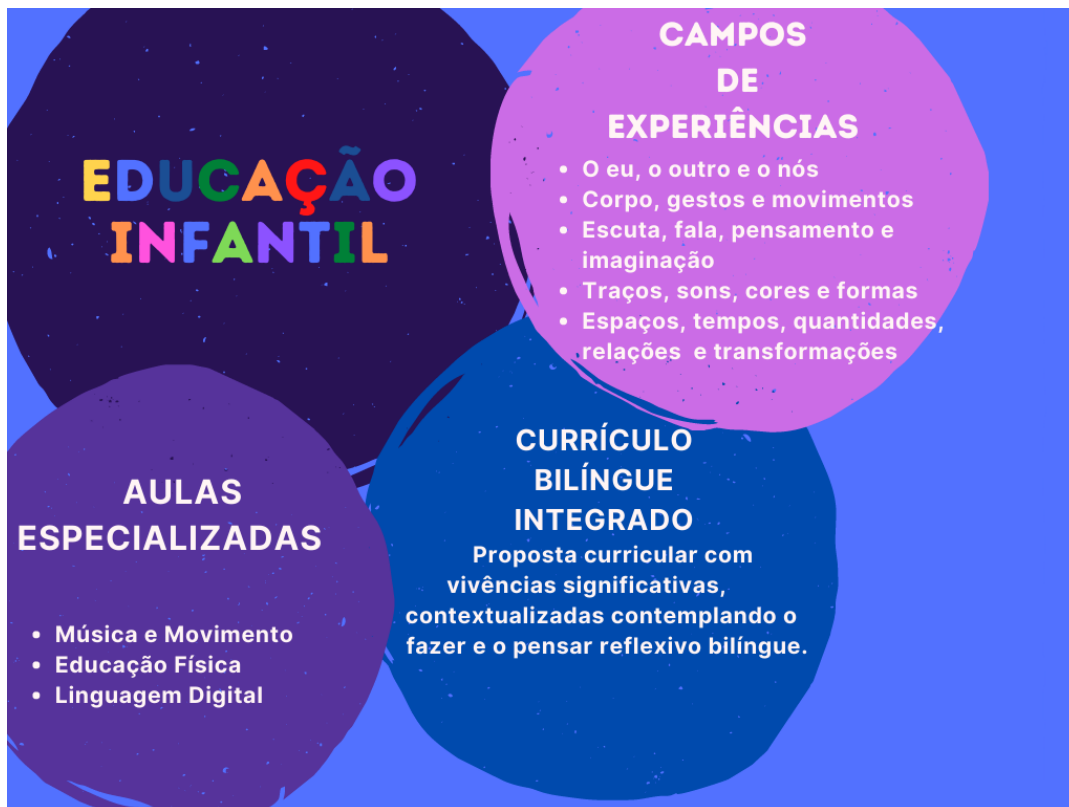 EDUCAÇÃO
INFANTIL
CAMPOS
DE
EXPERIÊNCIAS
• O eu, o outro e o nós
• Corpo, gestos e movimentos
• Escuta, fala, pensamento e
imaginação
• Traços, sons, cores e formas
• Espaços, tempos, quantidades,
relações e transformações
AULAS
ESPECIALIZADAS
• Música e Movimento
• Educação Física
• Linguagem Digital
CURRÍCULO
BILÍNGUE
INTEGRADO
Proposta curricular com
vivências significativas,
contextualizadas contemplando o
fazer e o pensar reflexivo bilíngue.